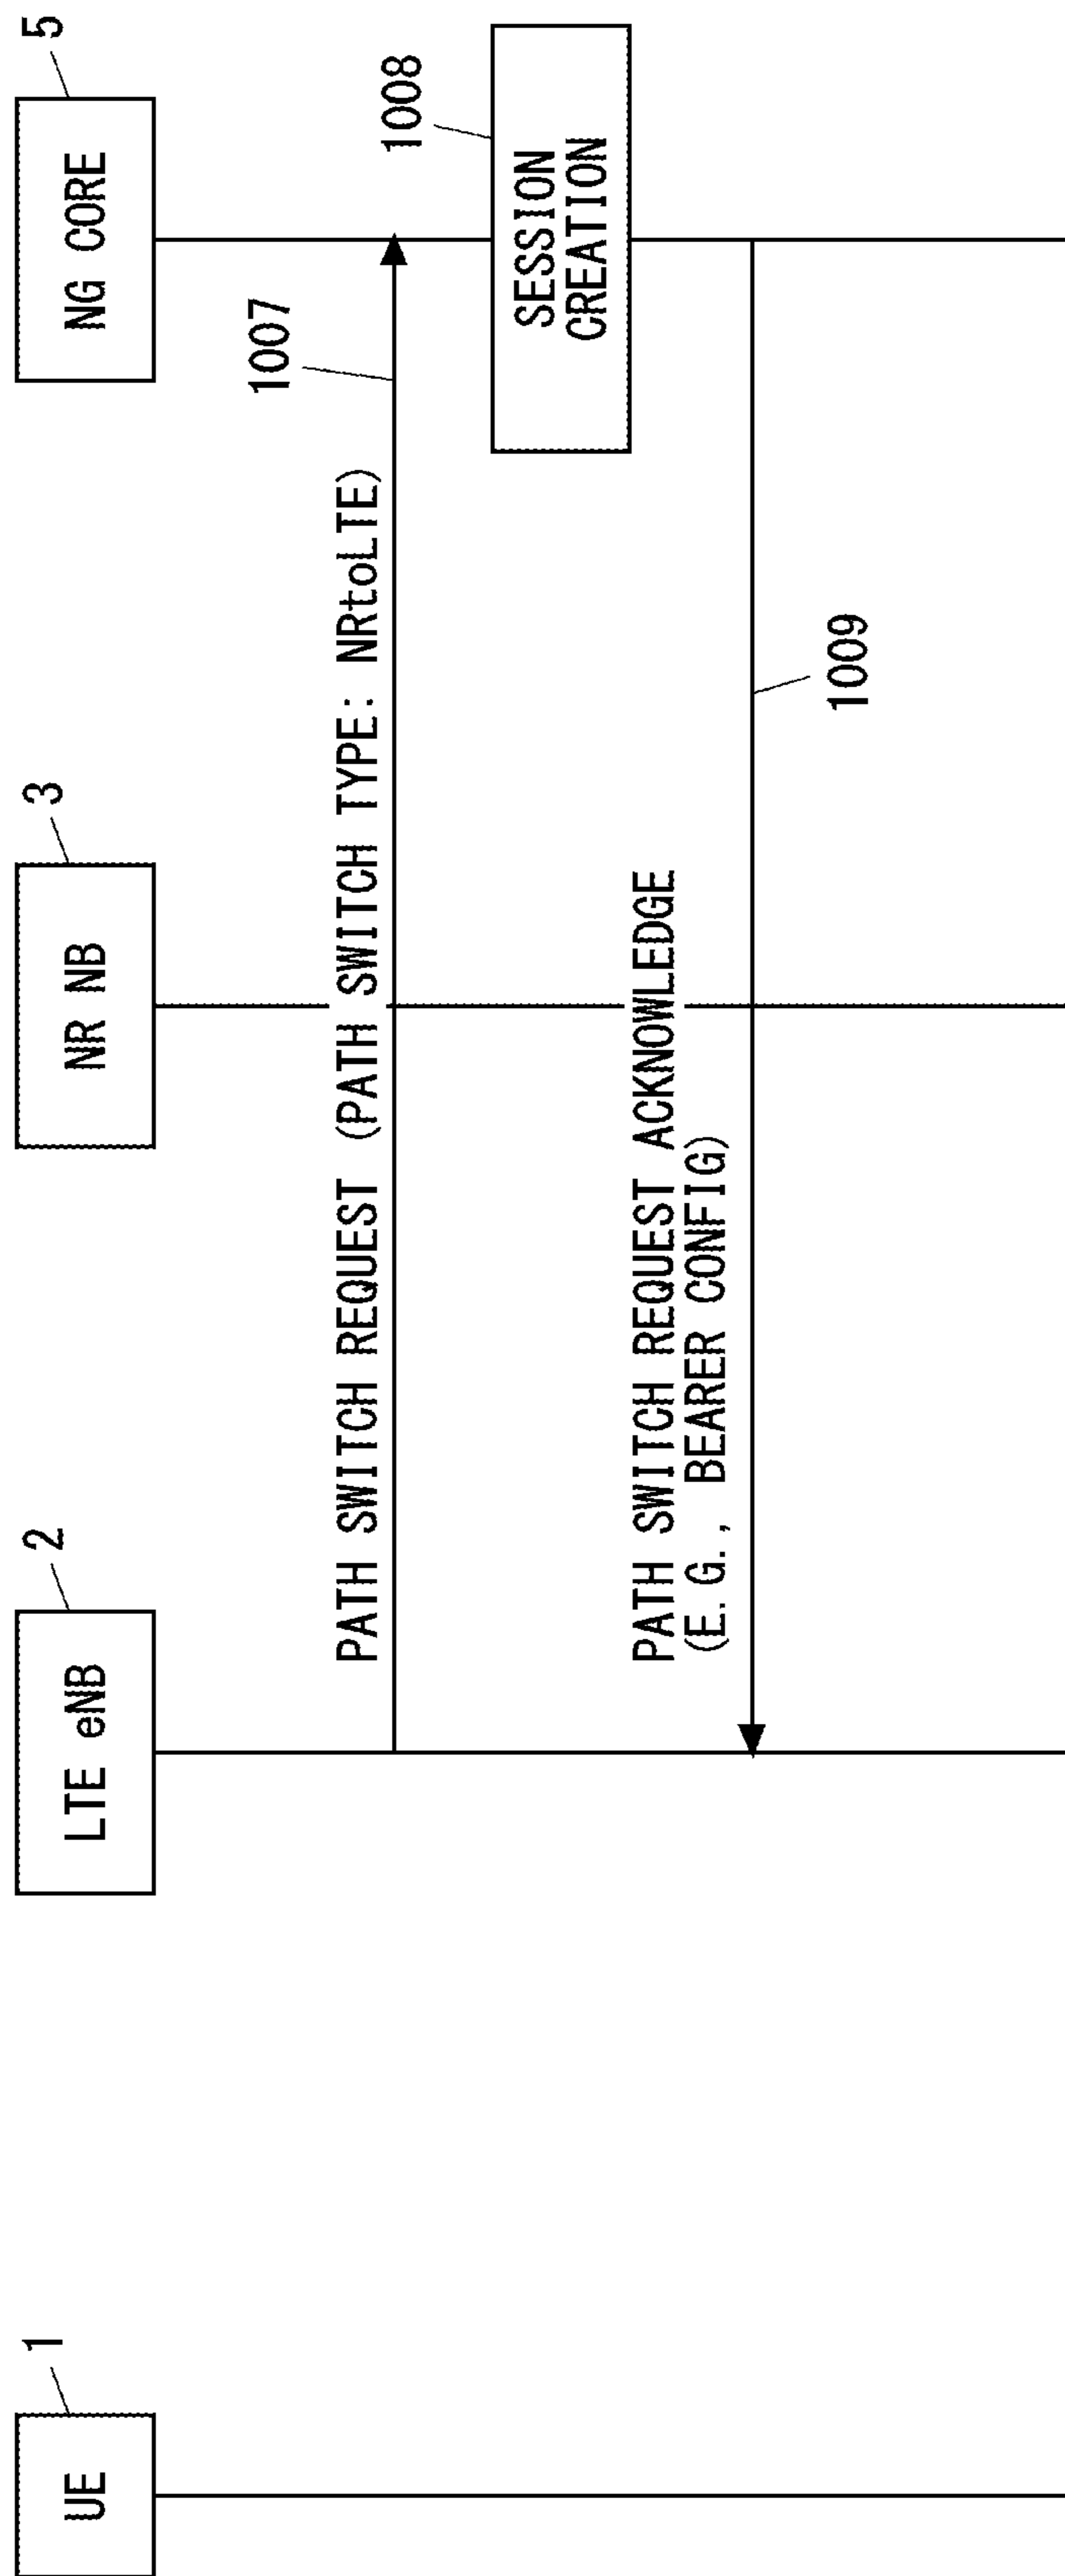 1
2
3
5
UE
LTE eNB
NR NB
NG CORE
1007
PATH SWITCH REQUEST (PATH SWITCH TYPE: NRtoLTE)
1008
SESSION
CREATION
PATH SWITCH REQUEST ACKNOWLEDGE
(E.G., BEARER CONFIG)
1009